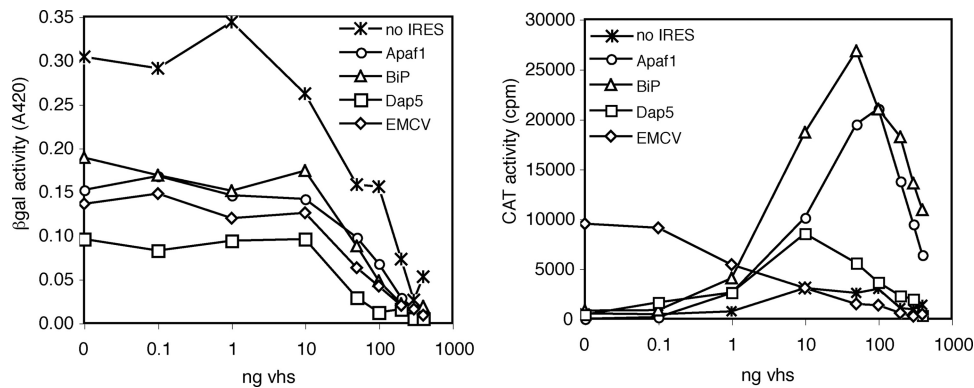 0.35
0.30
0.25
0.20
0.15
0.10
0.05
0.00
βgal activity (A420)
no IRES
Apaf1
BiP
Dap5
EMCV
0 0.1 1 10 100 1000
ng vhs
30000
25000
20000
15000
10000
5000
0
CAT activity (cpm)
no IRES
Apaf1
BiP
Dap5
EMCV
0 0.1 1 10 100 1000
ng vhs